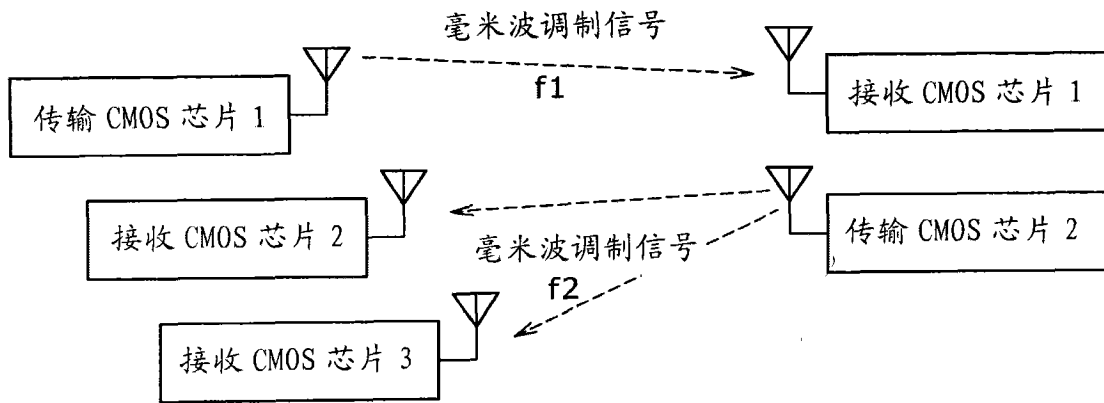 毫米波调制信号
f1
传输 CMOS 芯片 1
接收 CMOS 芯片 1
接收 CMOS 芯片 2
传输 CMOS 芯片 2
毫米波调制信号
f2
接收 CMOS 芯片 3